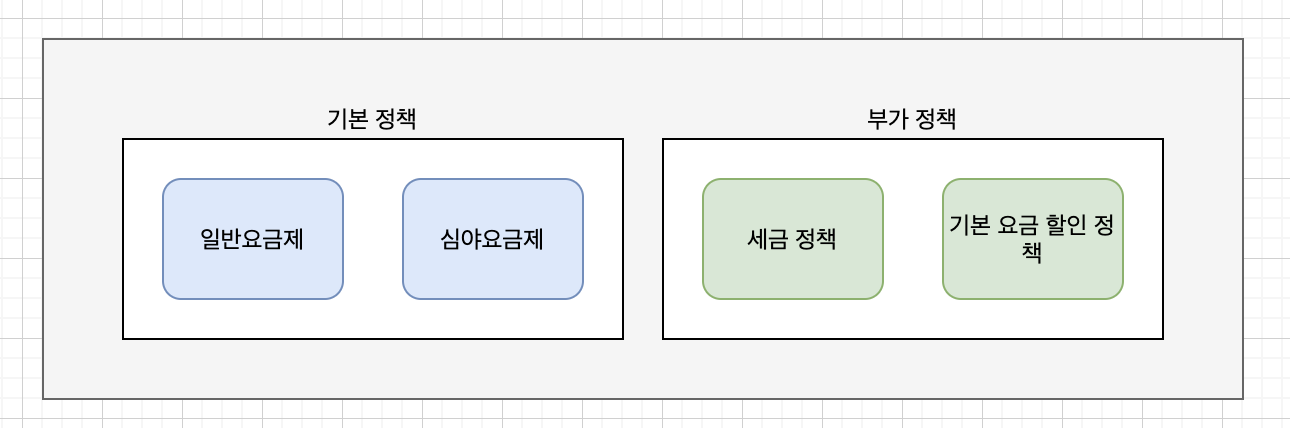 기본 정책
부가 정책
일반요금제
심야요금제
세금 정책
기본 요금 할인 정
책